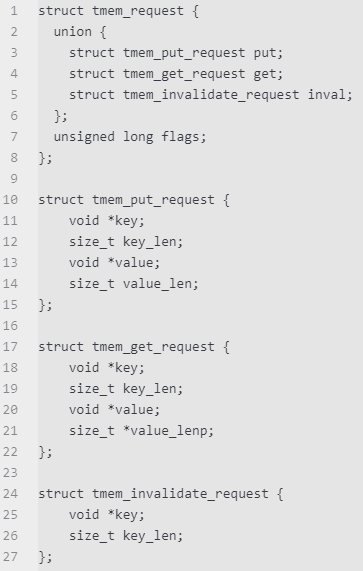 1 struct tmem_request {
2 union {
3 struct tmem_put_request put;
4 struct tmem_get_request get;
5 struct tmem_invalidate_request inval;
6 };
7 unsigned long flags;
8 };
9
10 struct tmem_put_request {
11 void *key;
12 size_t key_len;
13 void *value;
14 size_t value_len;
15 };
16
17 struct tmem_get_request {
18 void *key;
19 size_t key_len;
20 void *value;
21 size_t *value_lenp;
22 };
23
24 struct tmem_invalidate_request {
25 void *key;
26 size_t key_len;
27 };